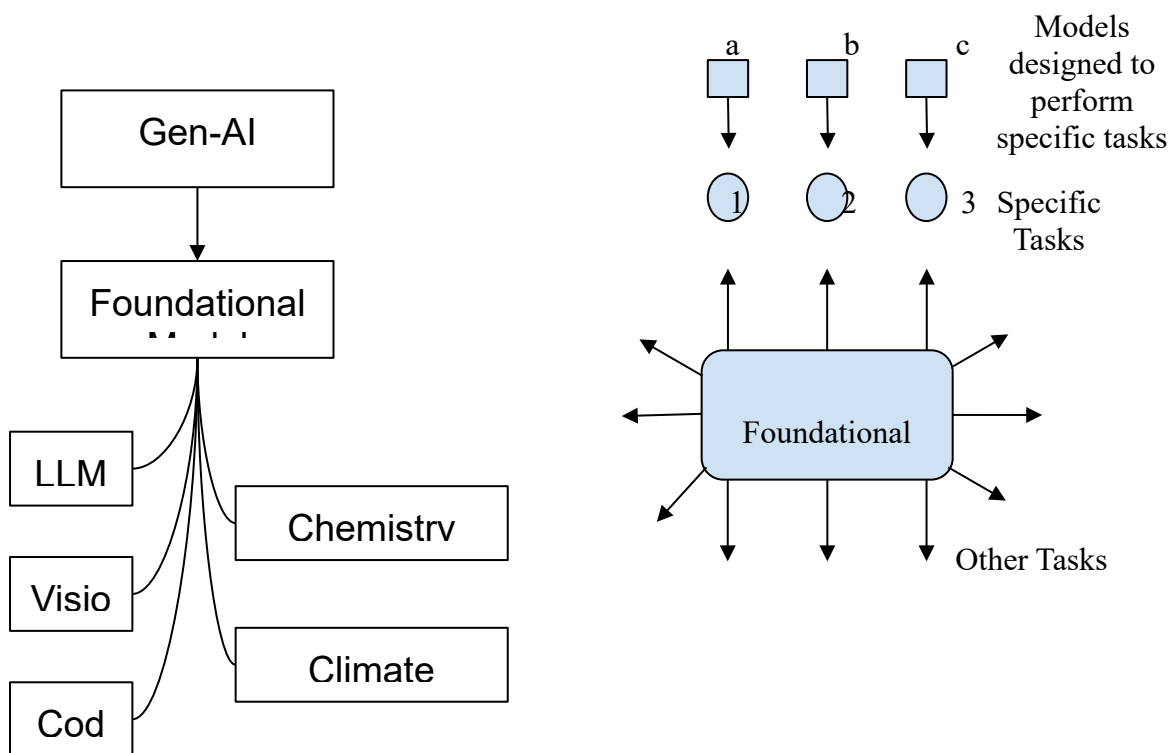 Gen-AI
Foundational
LLM
Visio
Cod
Chemistry
Climate
a b c
Models
designed to
perform
specific tasks
1 2 3 Specific
Tasks
Foundational
Other Tasks